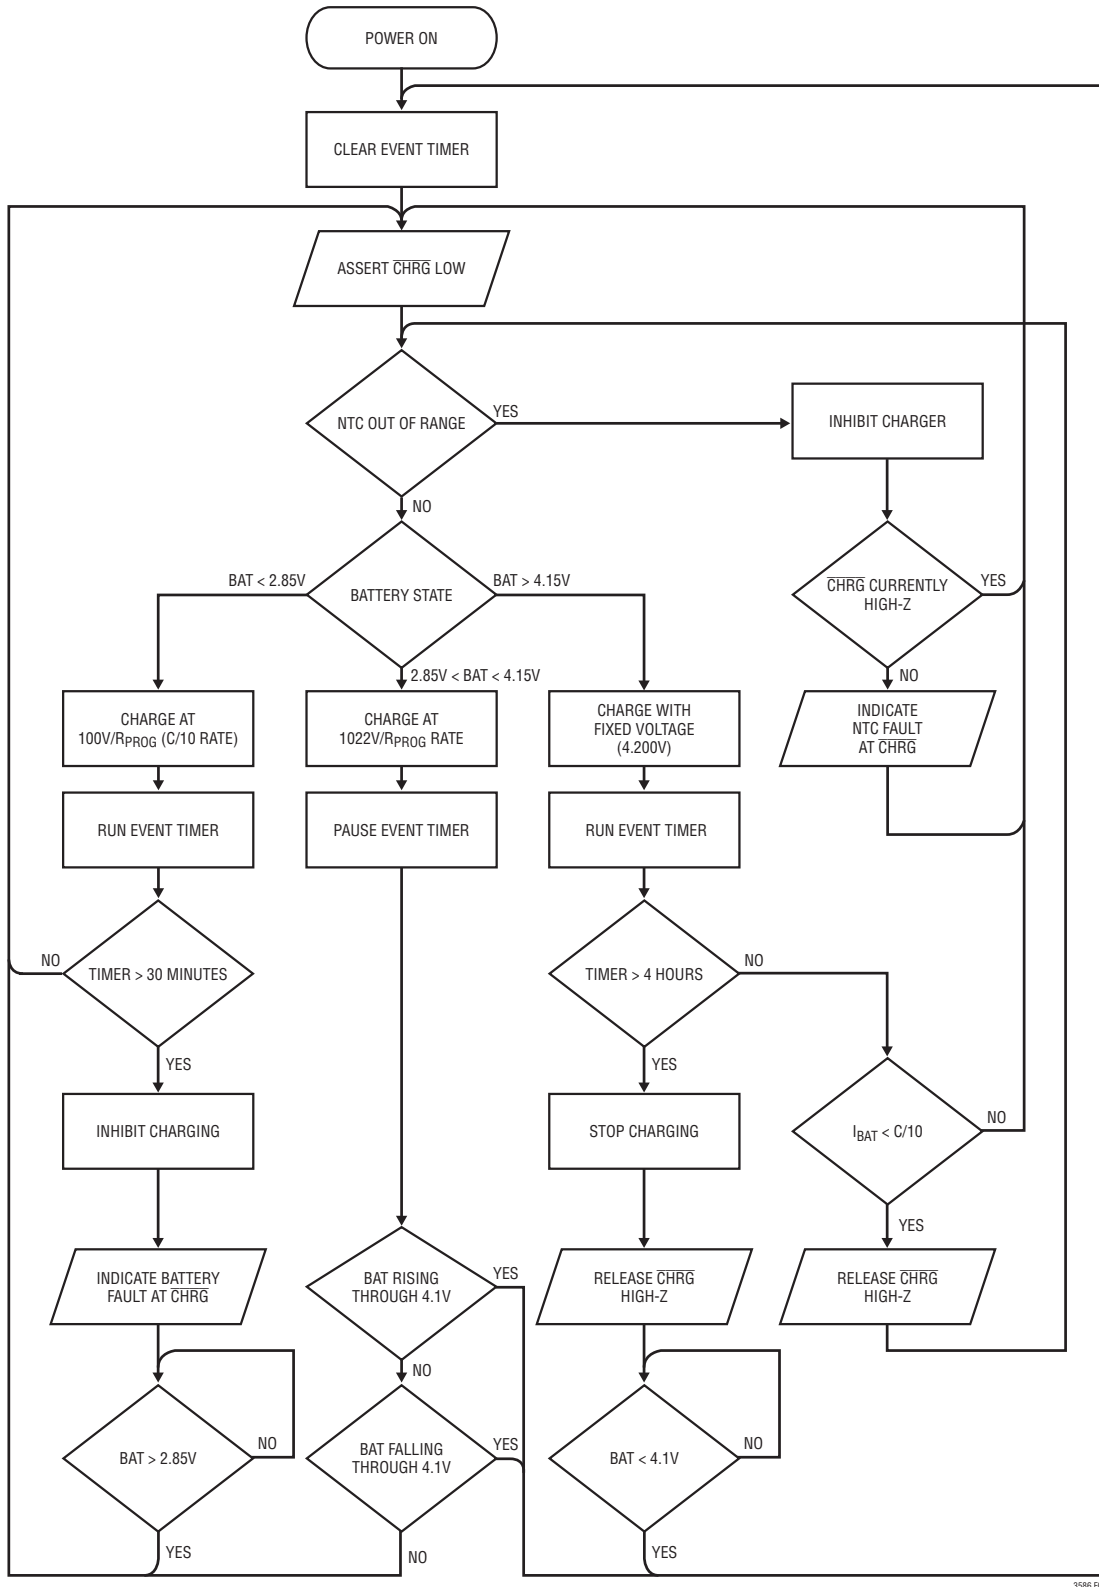 POWER ON
CLEAR EVENT TIMER
ASSERT CHRG LOW
NTC OUT OF RANGE
YES
NO
INHIBIT CHARGER
BATTERY STATE
BAT < 2.85V
BAT > 4.15V
2.85V < BAT < 4.15V
CHRG CURRENTLY
HIGH-Z
YES
NO
CHARGE AT
100V/RPROG (C/10 RATE)
CHARGE AT
1022V/RPROG RATE
CHARGE WITH
FIXED VOLTAGE
(4.200V)
INDICATE
NTC FAULT
AT CHRG
RUN EVENT TIMER
PAUSE EVENT TIMER
RUN EVENT TIMER
NO
TIMER > 30 MINUTES
YES
TIMER > 4 HOURS
NO
YES
INHIBIT CHARGING
STOP CHARGING
IBAT < C/10
NO
YES
INDICATE BATTERY
FAULT AT CHRG
BAT RISING
THROUGH 4.1V
YES
NO
RELEASE CHRG
HIGH-Z
RELEASE CHRG
HIGH-Z
BAT > 2.85V
NO
YES
BAT FALLING
THROUGH 4.1V
YES
NO
BAT < 4.1V
NO
YES